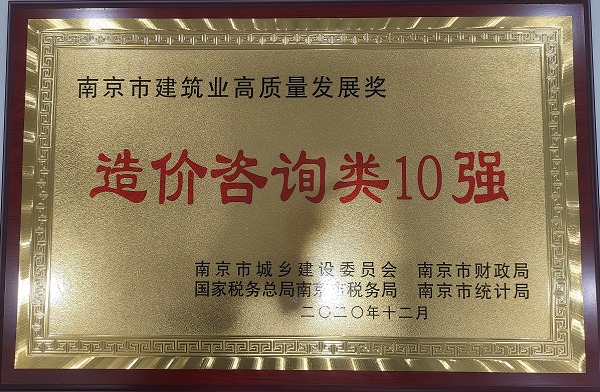 南京市建筑业高质量发展奖
造价咨询类10强
南京市城乡建设委员会 南京市财政局
国家税务总局南京市税务局 南京市统计局
二〇二〇年十二月